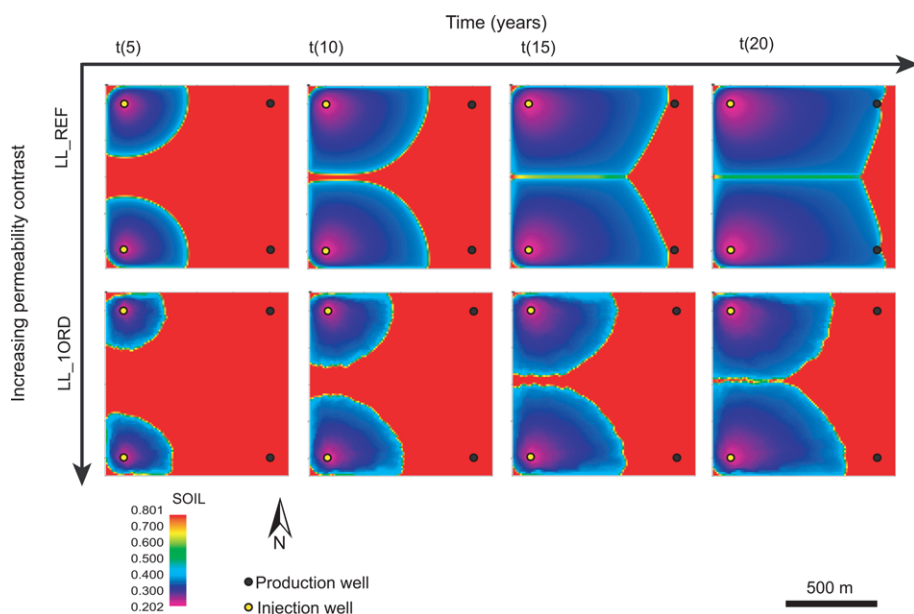 Time (years)
t(5)
t(10)
t(15)
t(20)
Increasing permeability contrast
LL_REF
LL_1ORD
SOIL
0.801
0.700
0.600
0.500
0.400
0.300
0.202
N
Production well
Injection well
500 m